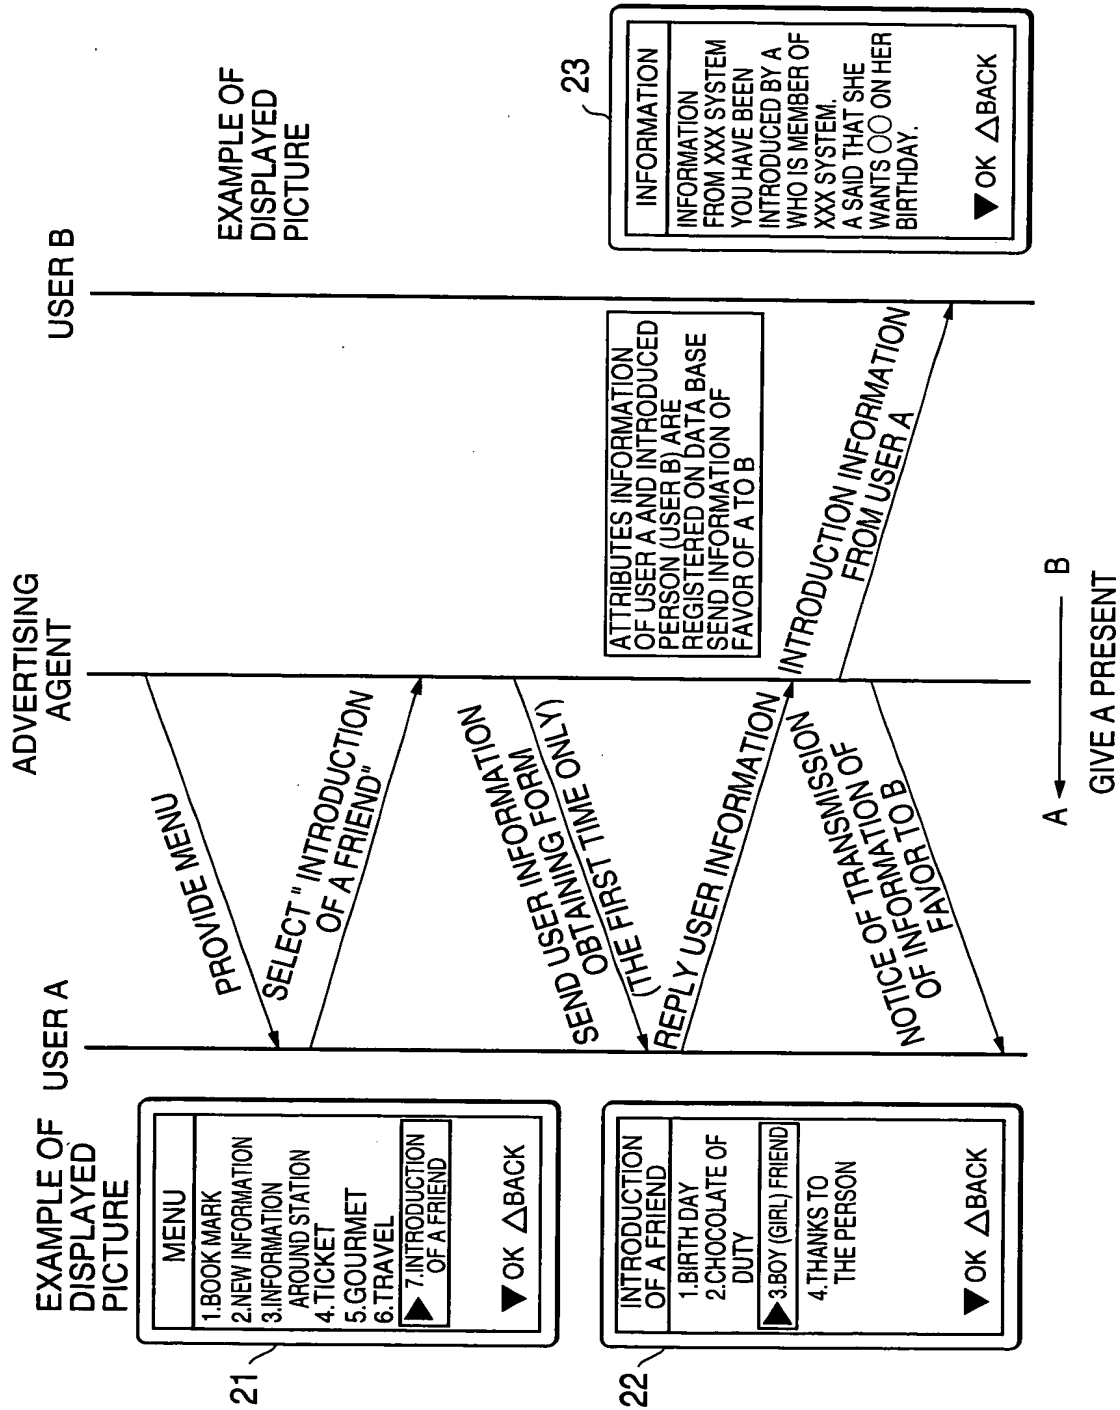 EXAMPLE OF
DISPLAYED
PICTURE
USER A
ADVERTISING
AGENT
USER B
EXAMPLE OF
DISPLAYED
PICTURE
21
MENU
1.BOOK MARK
2.NEW INFORMATION
3.INFORMATION
AROUND STATION
4.TICKET
5.GOURMET
6.TRAVEL
▶ 7.INTRODUCTION
OF A FRIEND
▼ OK △BACK
PROVIDE MENU
SELECT " INTRODUCTION
OF A FRIEND"
22
INTRODUCTION
OF A FRIEND
1.BIRTH DAY
2.CHOCOLATE OF
DUTY
▶3.BOY (GIRL) FRIEND
4.THANKS TO
THE PERSON
▼ OK △BACK
SEND USER INFORMATION
OBTAINING FORM
(THE FIRST TIME ONLY)
REPLY USER INFORMATION
ATTRIBUTES INFORMATION
OF USER A AND INTRODUCED
PERSON (USER B) ARE
REGISTERED ON DATA BASE
SEND INFORMATION OF
FAVOR OF A TO B
INTRODUCTION INFORMATION
FROM USER A
NOTICE OF TRANSMISSION
OF INFORMATION OF
FAVOR TO B
23
INFORMATION
INFORMATION
FROM XXX SYSTEM
YOU HAVE BEEN
INTRODUCED BY A
WHO IS MEMBER OF
XXX SYSTEM.
A SAID THAT SHE
WANTS ○○ ON HER
BIRTHDAY.
▼ OK △BACK
A ← B
GIVE A PRESENT